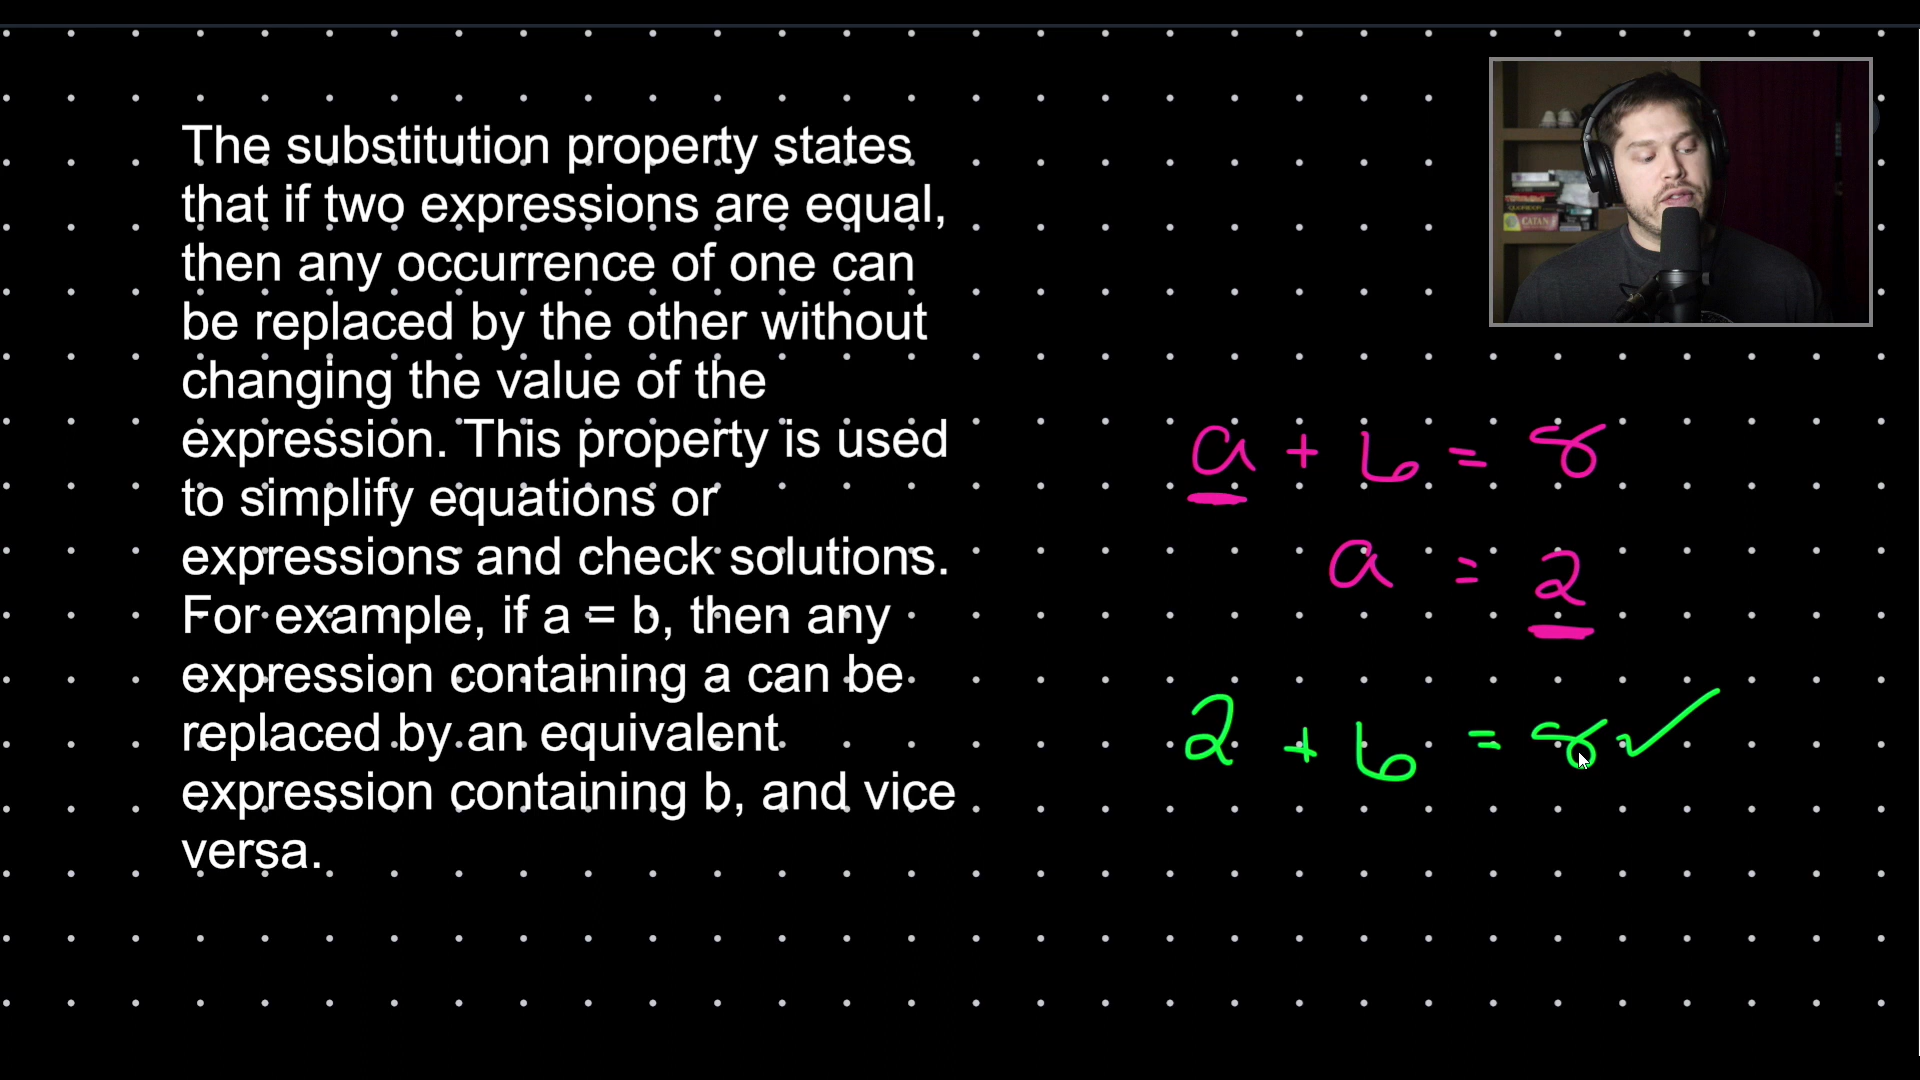 The substitution property states
that if two expressions are equal,
then any occurrence of one can
be replaced by the other without
changing the value of the
expression. This property is used
to simplify equations or
expressions and check solutions.
For example, if a = b, then any
expression containing a can be
replaced by an equivalent
expression containing b, and vice
versa.
CATAN
a + 6 = 8
a = 2
2 + 6 = 8 ✓